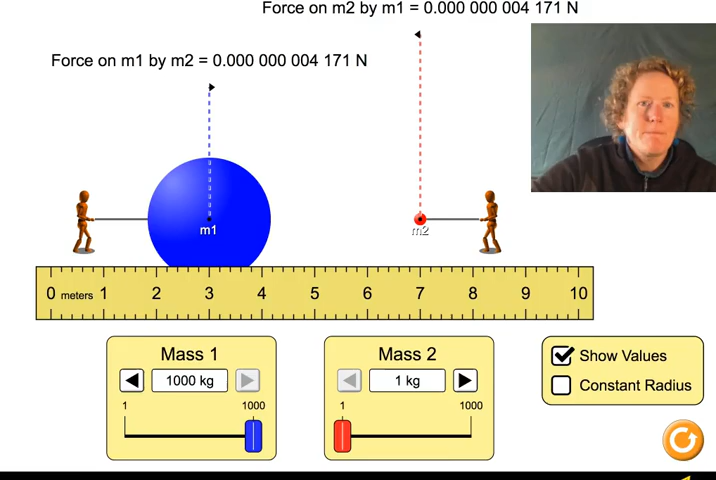 Force on m2 by m1 = 0.000 000 004 171 N
Force on m1 by m2 = 0.000 000 004 171 N
m1
m2
0 meters 1 2 3 4 5 6 7 8 9 10
Mass 1
1000 kg
1 1000
Mass 2
1 kg
1 1000
Show Values
Constant Radius